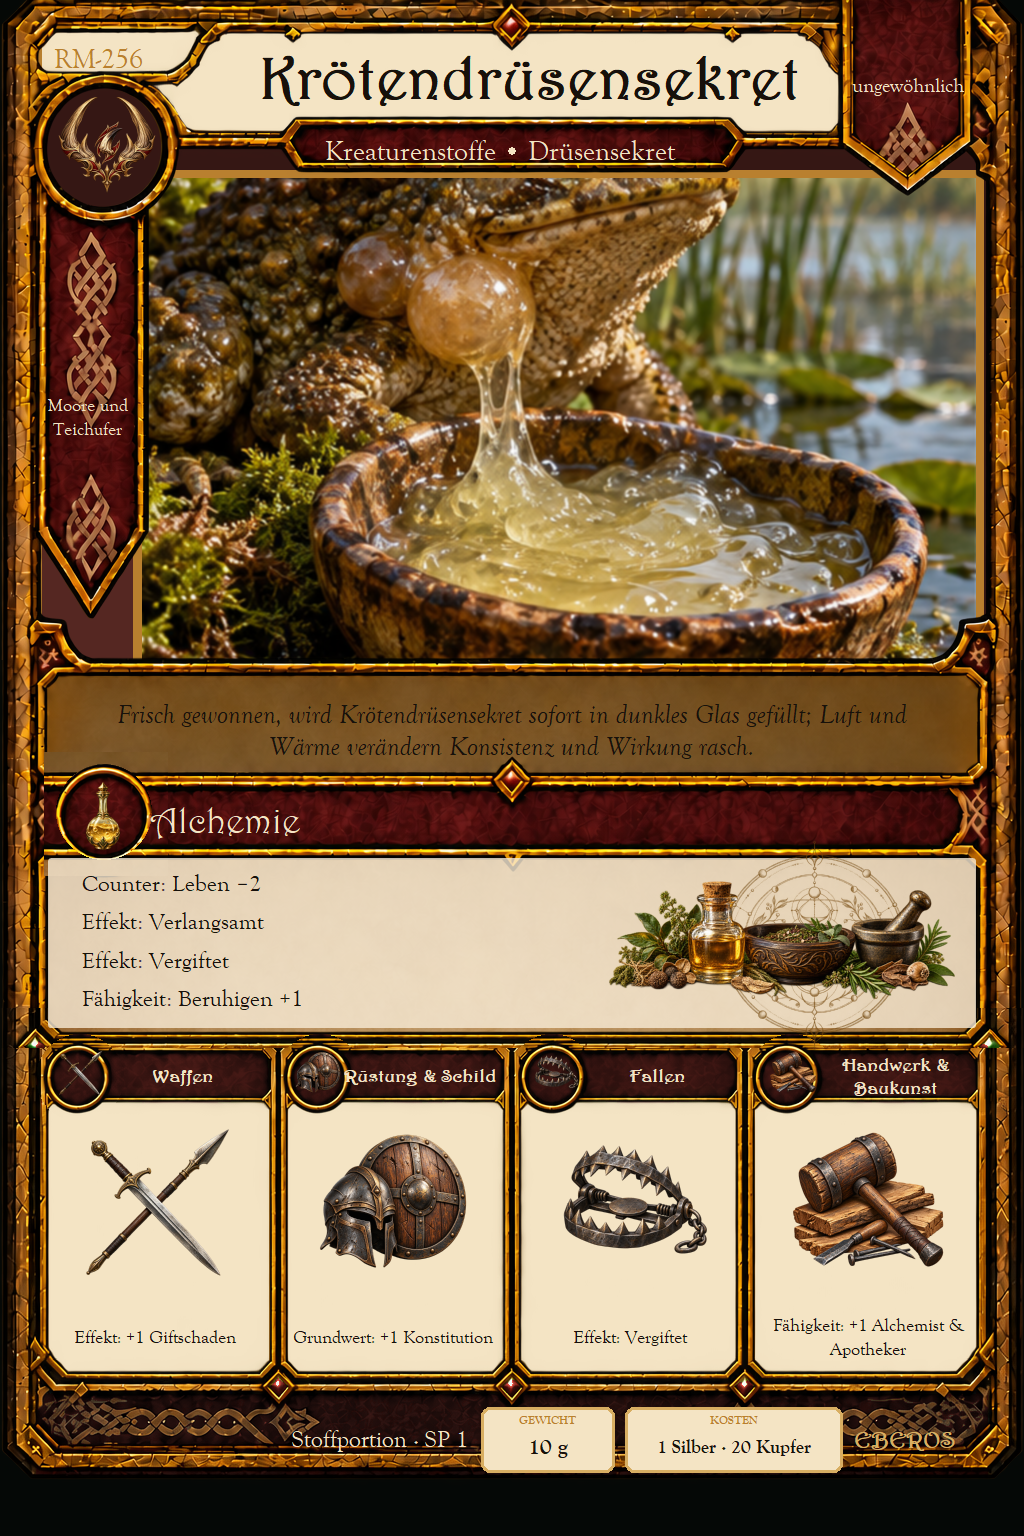 RM-256
Krötendrüsensekret
ungewöhnlich
Kreaturenstoffe • Drüsensekret
Moore und
Teichufer
Frisch gewonnen, wird Krötendrüsensekret sofort in dunkles Glas gefüllt; Luft und
Wärme verändern Konsistenz und Wirkung rasch.
Alchemie
Counter: Leben −2
Effekt: Verlangsamt
Effekt: Vergiftet
Fähigkeit: Beruhigen +1
Waffen
Rüstung & Schild
Fallen
Handwerk &
Baukunst
Effekt: +1 Giftschaden
Grundwert: +1 Konstitution
Effekt: Vergiftet
Fähigkeit: +1 Alchemist &
Apotheker
Stoffportion · SP 1
GEWICHT
10 g
KOSTEN
1 Silber · 20 Kupfer
EBEROS